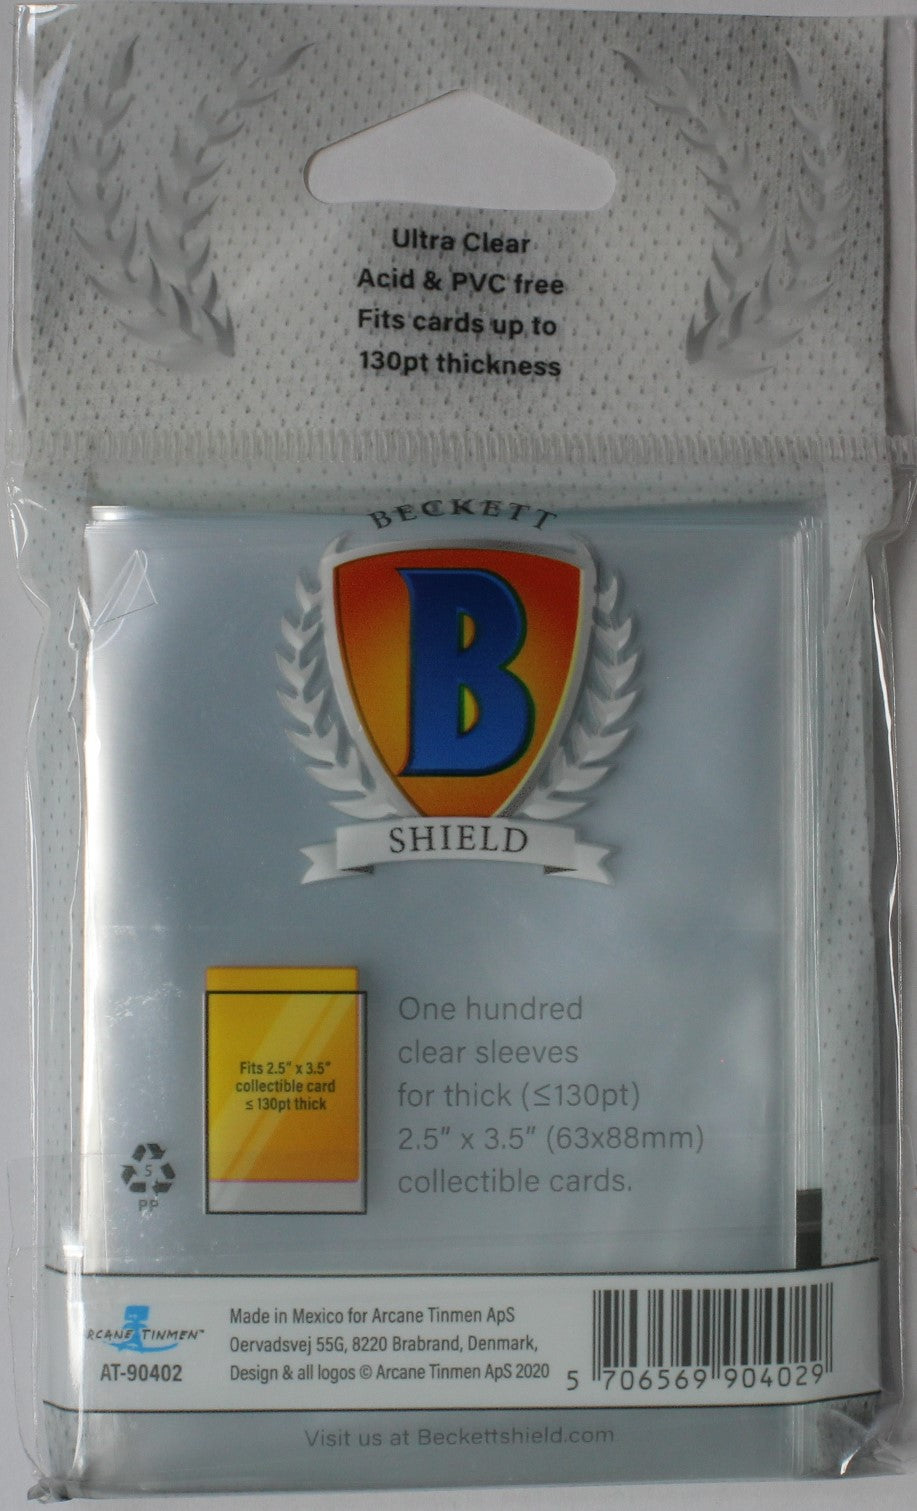 Ultra Clear
Acid & PVC free
Fits cards up to
130pt thickness
BECKETT
B
SHIELD
Fits 2.5" x 3.5"
collectible card
≤ 130pt thick
One hundred
clear sleeves
for thick (≤130pt)
2.5" x 3.5" (63x88mm)
collectible cards.
5
PP
ARCANE TINMEN™
AT-90402
Made in Mexico for Arcane Tinmen ApS
Oervadsvej 55G, 8220 Brabrand, Denmark,
Design & all logos © Arcane Tinmen ApS 2020
5 706569 904029
Visit us at Beckettshield.com